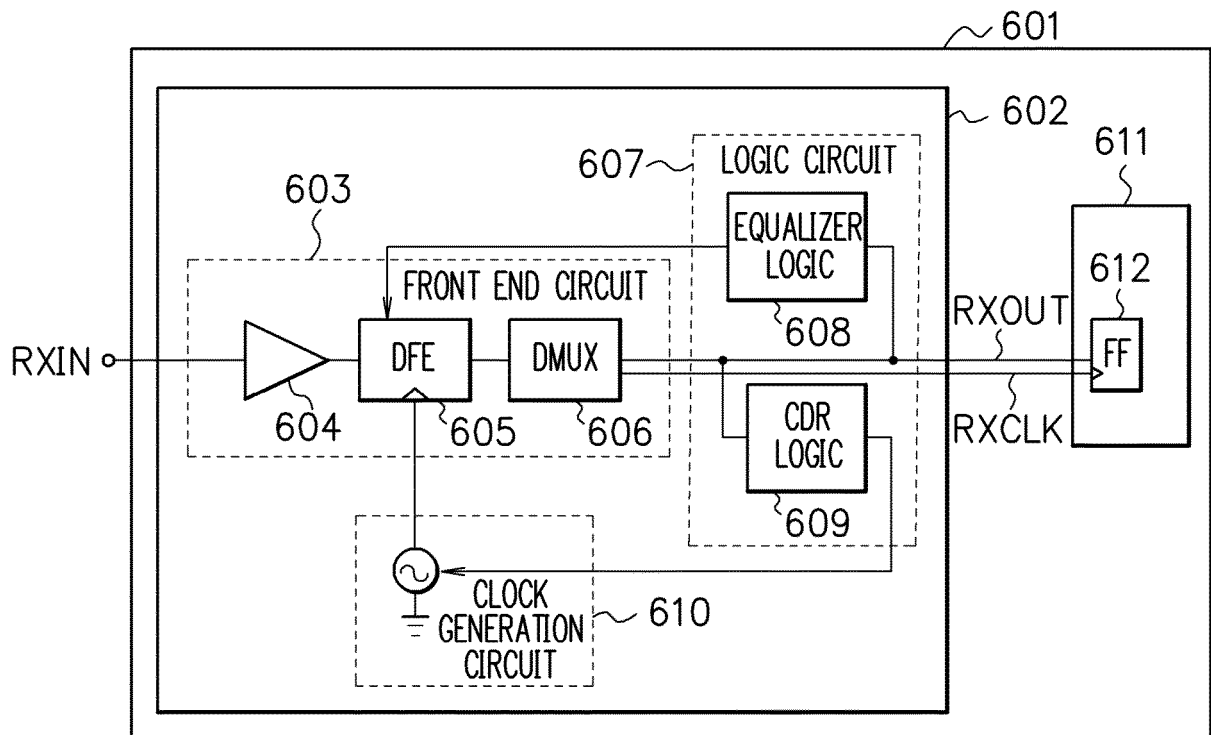 601
602
607
LOGIC CIRCUIT
611
603
EQUALIZER
LOGIC
612
FRONT END CIRCUIT
608
RXOUT
RXIN
DFE
DMUX
FF
604
605
606
CDR
LOGIC
RXCLK
609
CLOCK
GENERATION
CIRCUIT
610